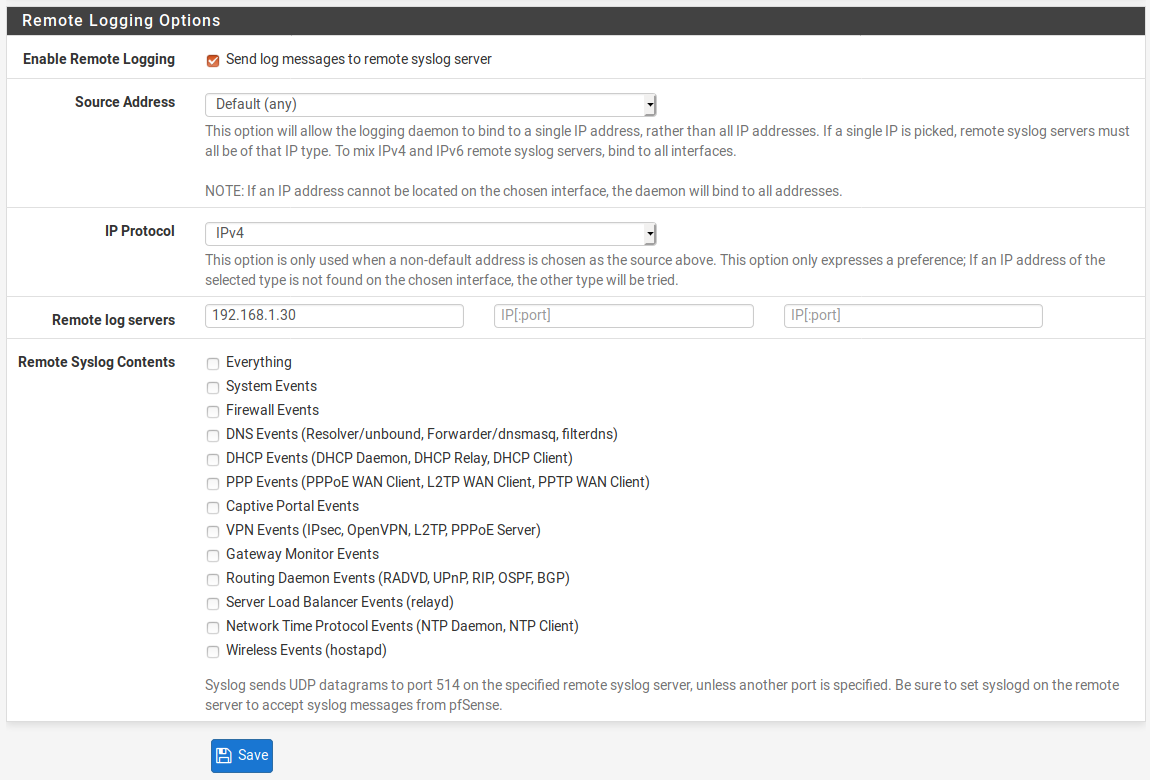 Remote Logging Options
Enable Remote Logging
Send log messages to remote syslog server
Source Address
Default (any)
This option will allow the logging daemon to bind to a single IP address, rather than all IP addresses. If a single IP is picked, remote syslog servers must
all be of that IP type. To mix IPv4 and IPv6 remote syslog servers, bind to all interfaces.
NOTE: If an IP address cannot be located on the chosen interface, the daemon will bind to all addresses.
IP Protocol
IPv4
This option is only used when a non-default address is chosen as the source above. This option only expresses a preference; If an IP address of the
selected type is not found on the chosen interface, the other type will be tried.
Remote log servers
192.168.1.30
IP[:port]
IP[:port]
Remote Syslog Contents
Everything
System Events
Firewall Events
DNS Events (Resolver/unbound, Forwarder/dnsmasq, filterdns)
DHCP Events (DHCP Daemon, DHCP Relay, DHCP Client)
PPP Events (PPPoE WAN Client, L2TP WAN Client, PPTP WAN Client)
Captive Portal Events
VPN Events (IPsec, OpenVPN, L2TP, PPPoE Server)
Gateway Monitor Events
Routing Daemon Events (RADVD, UPnP, RIP, OSPF, BGP)
Server Load Balancer Events (relayd)
Network Time Protocol Events (NTP Daemon, NTP Client)
Wireless Events (hostapd)
Syslog sends UDP datagrams to port 514 on the specified remote syslog server, unless another port is specified. Be sure to set syslogd on the remote
server to accept syslog messages from pfSense.
Save